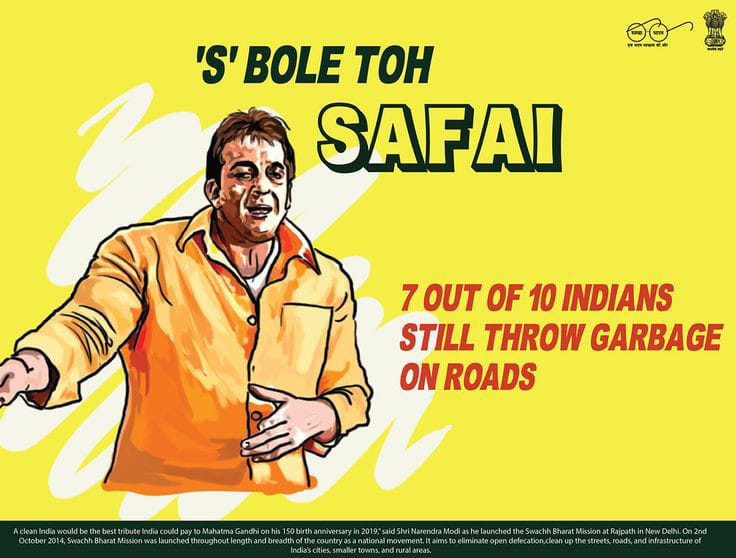 'S' BOLE TOH
SAFAI
स्वच्छ भारत
एक कदम स्वच्छता की ओर
सत्यमेव जयते
7 OUT OF 10 INDIANS
STILL THROW GARBAGE
ON ROADS
A clean India would be the best tribute India could pay to Mahatma Gandhi on his 150 birth anniversary in 2019," said Shri Narendra Modi as he launched the Swachh Bharat Mission at Rajpath in New Delhi. On 2nd
October 2014, Swachh Bharat Mission was launched throughout length and breadth of the country as a national movement. It aims to eliminate open defecation,clean up the streets, roads, and infrastructure of
India's cities, smaller towns, and rural areas.